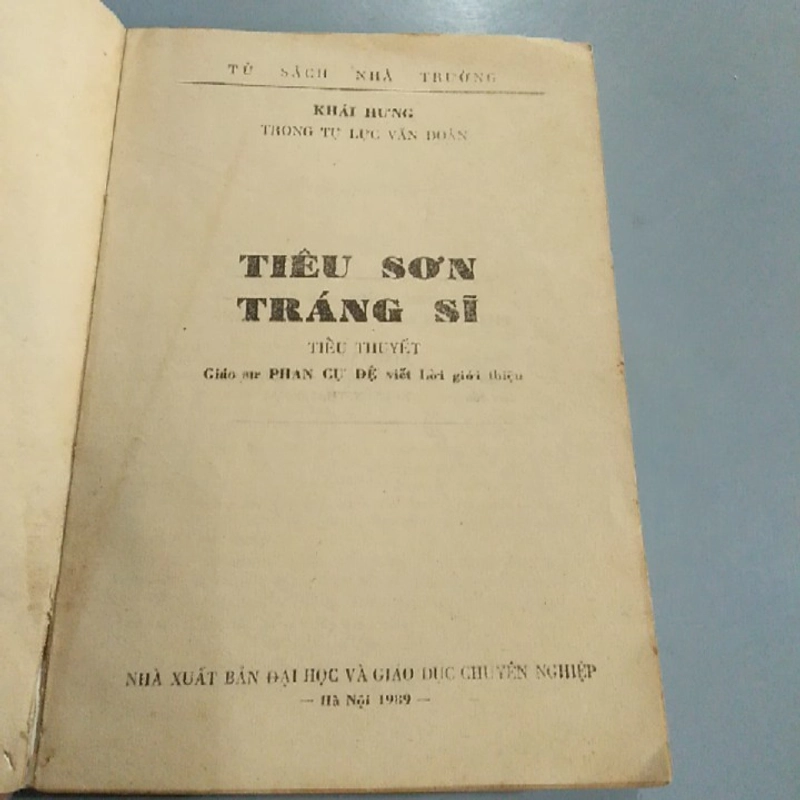 TỦ SÁCH NHÀ TRƯỜNG
KHÁI HƯNG
TRONG TỰ LỰC VĂN ĐOÀN
TIÊU SƠN
TRÁNG SĨ
TIỂU THUYẾT
Giáo sư PHAN CỰ ĐỆ viết Lời giới thiệu
NHÀ XUẤT BẢN ĐẠI HỌC VÀ GIÁO DỤC CHUYÊN NGHIỆP
— Hà Nội 1989 —